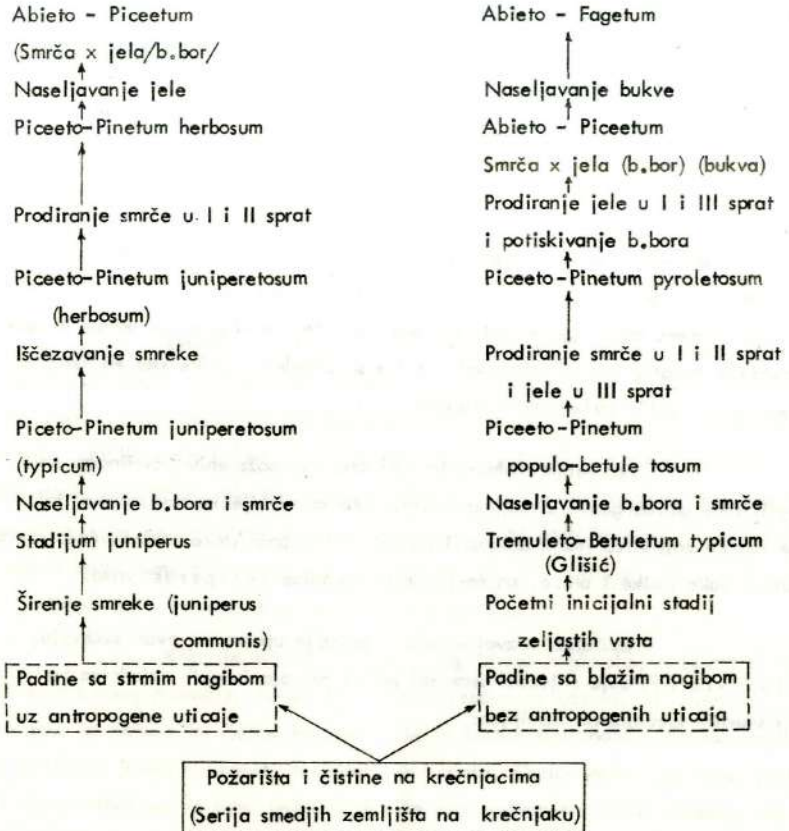 Abieto - Piceetum
(Smrča x jela/b.bor/
Naseljavanje jele
Piceeto-Pinetum herbosum
Prodiranje smrče u I i II sprat
Piceeto-Pinetum juniperetosum
(herbosum)
Iščezavanje smreke
Piceto-Pinetum juniperetosum
(typicum)
Naseljavanje b.bora i smrče
Stadijum juniperus
Širenje smreke (juniperus
communis)
Padine sa strmim nagibom
uz antropogene uticaje
Abieto - Fagetum
Naseljavanje bukve
Abieto - Piceetum
Smrča x jela (b.bor) (bukva)
Prodiranje jele u I i III sprat
i potiskivanje b.bora
Piceeto-Pinetum pyroletosum
Prodiranje smrče u I i II sprat
i jele u III sprat
Piceeto-Pinetum
populo-betule tosum
Naseljavanje b.bora i smrče
Tremuleto-Betuletum typicum
(Glišić)
Početni inicijalni stadij
zeljastih vrsta
Padine sa blažim nagibom
bez antropogenih uticaja
Požarišta i čistine na krečnjacima
(Serija smedjih zemljišta na krečnjaku)